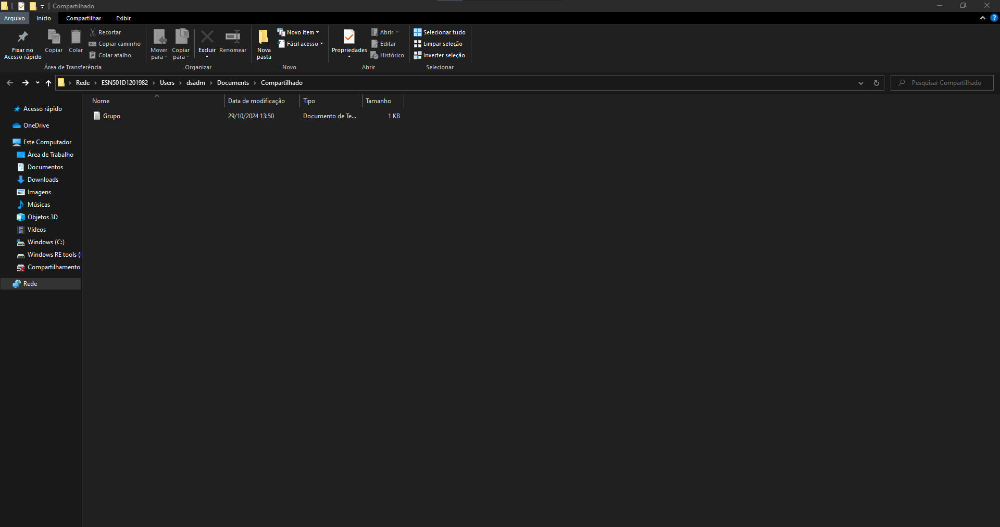 Compartilhado
Arquivo Início Compartilhar Exibir
Fixar no Acesso rápido
Copiar
Colar
Recortar
Copiar caminho
Colar atalho
Área de Transferência
Mover para
Copiar para
Excluir
Renomear
Organizar
Nova pasta
Novo item
Fácil acesso
Novo
Propriedades
Abrir
Editar
Histórico
Abrir
Selecionar tudo
Limpar seleção
Inverter seleção
Selecionar
Rede › ESN501D1201982 › Users › dsadm › Documents › Compartilhado
Pesquisar Compartilhado
Nome Data de modificação Tipo Tamanho
Grupo 29/10/2024 13:50 Documento de Te... 1 KB
Acesso rápido
OneDrive
Este Computador
Área de Trabalho
Documentos
Downloads
Imagens
Músicas
Objetos 3D
Vídeos
Windows (C:)
Windows RE tools (
Compartilhamento
Rede